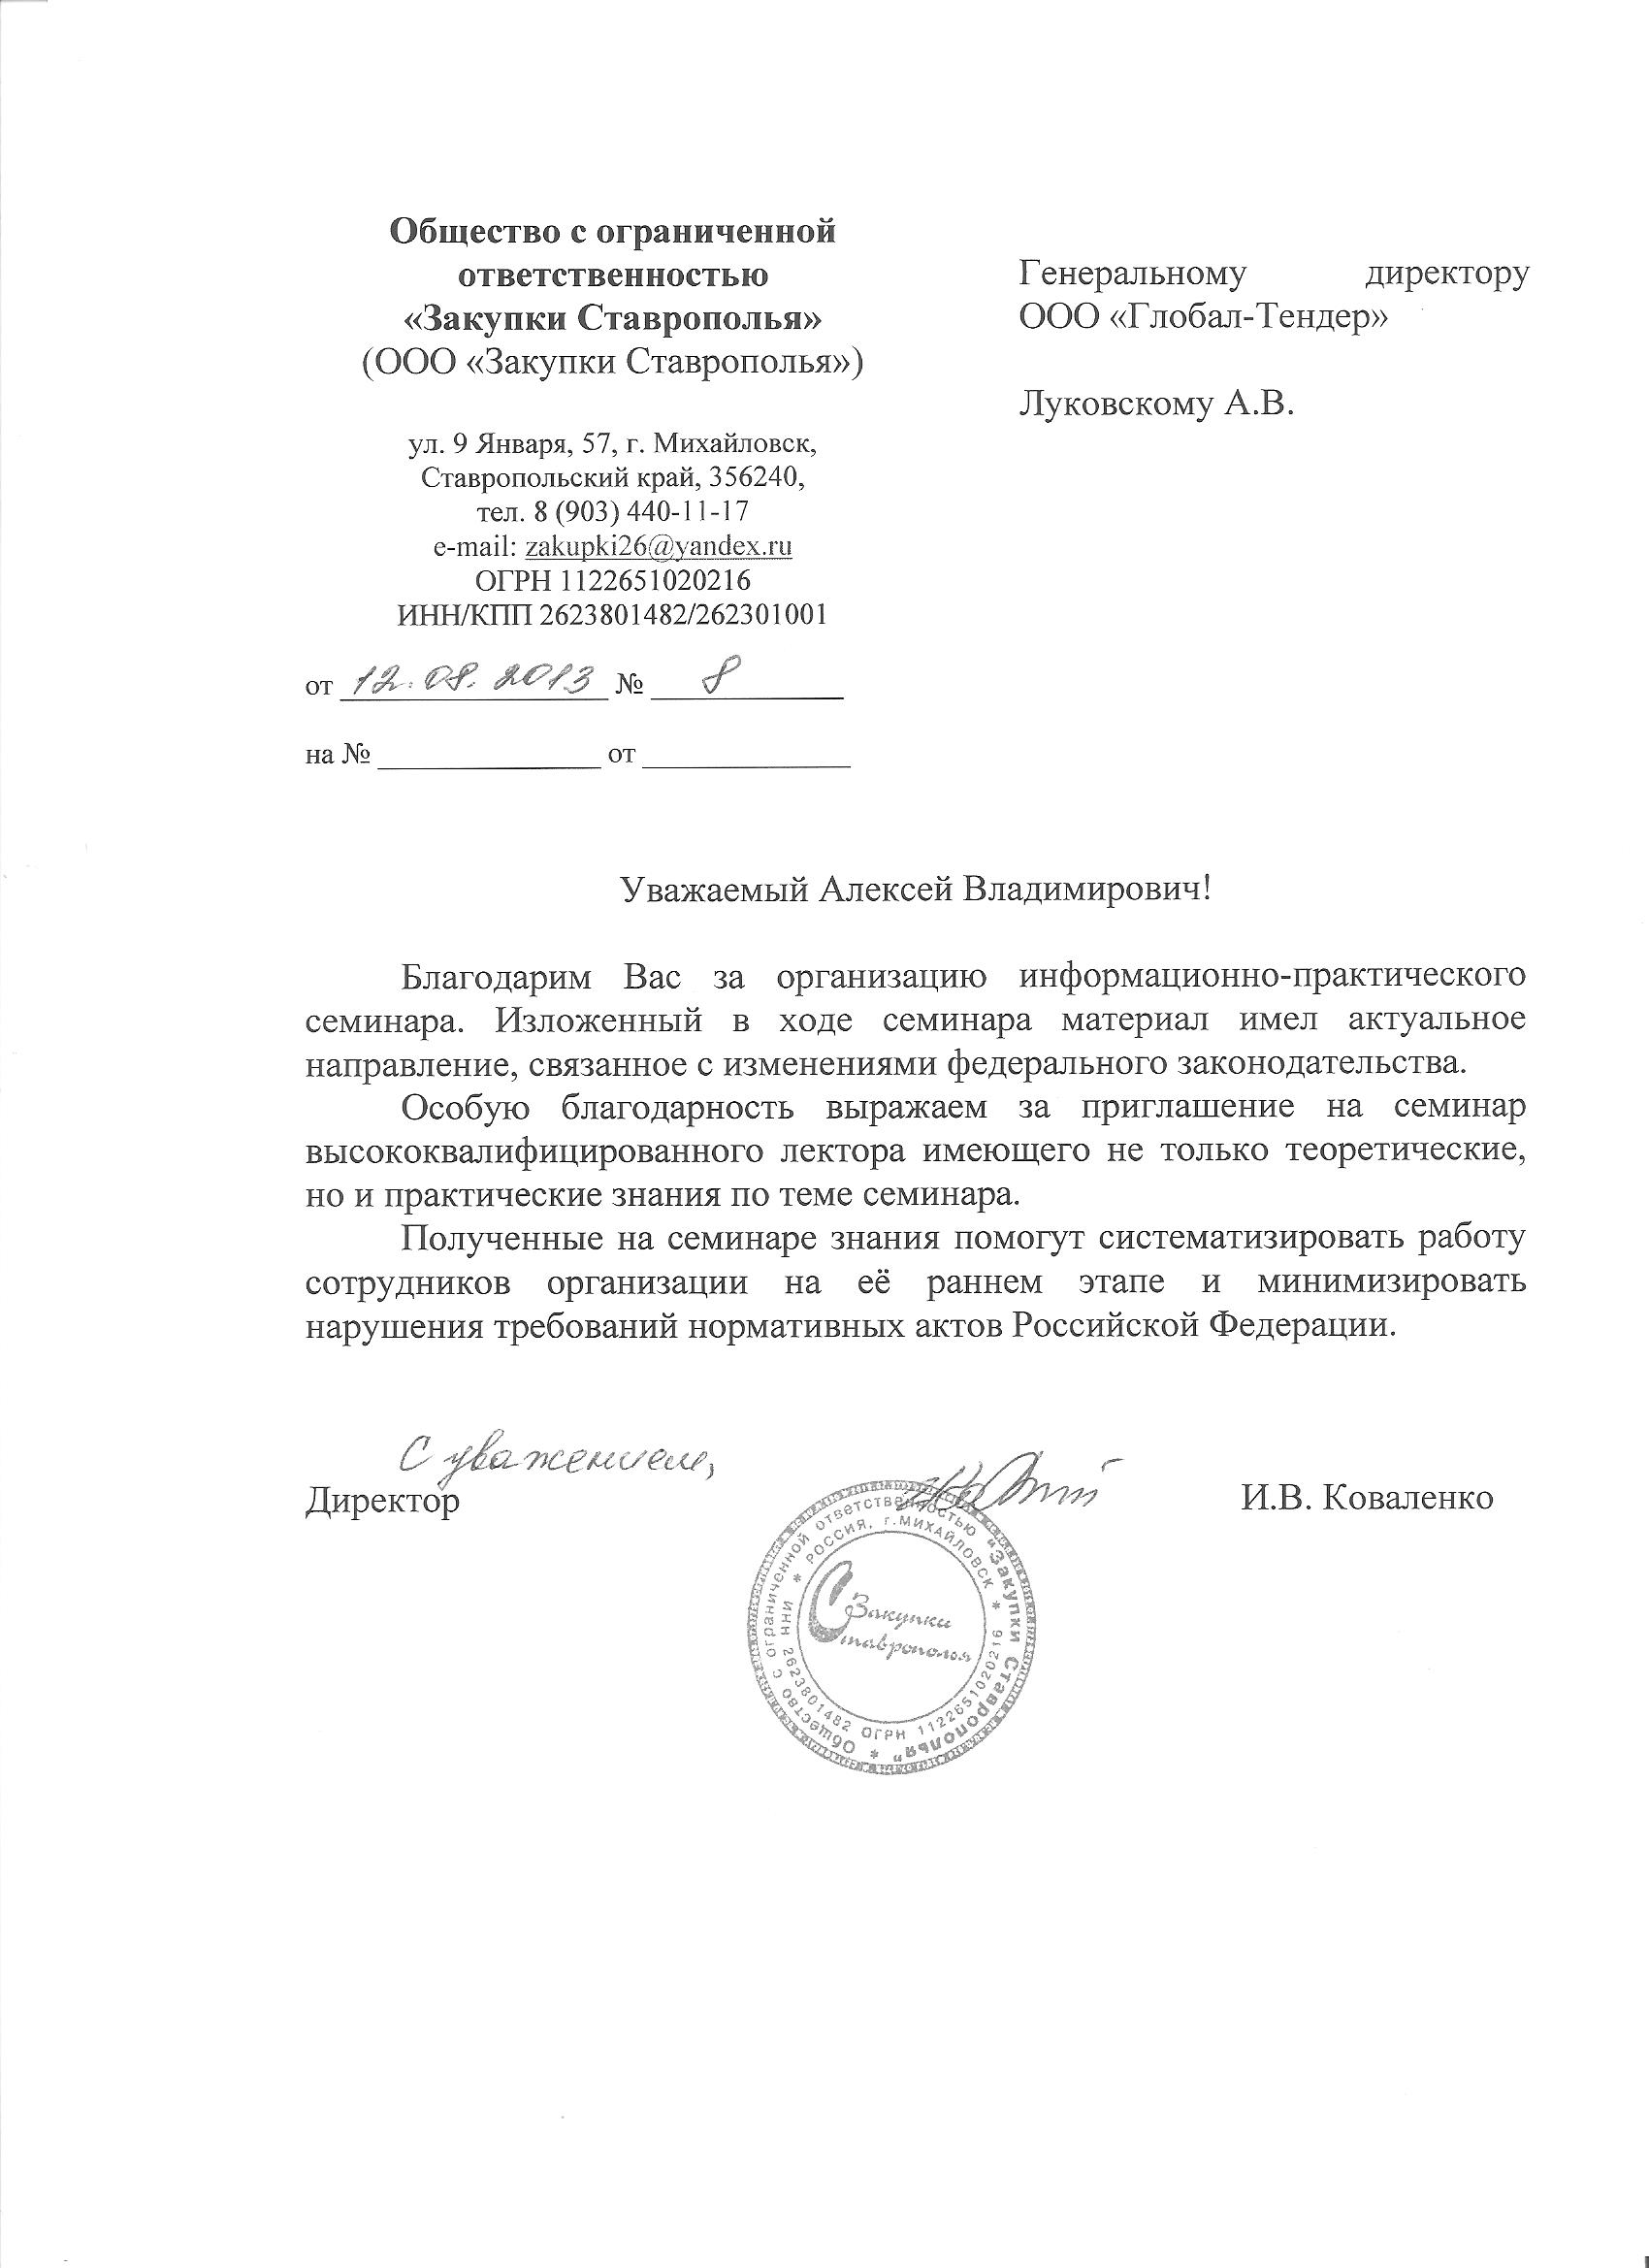 Общество с ограниченной
ответственностью
«Закупки Ставрополья»
(ООО «Закупки Ставрополья»)
ул. 9 Января, 57, г. Михайловск,
Ставропольский край, 356240,
тел. 8 (903) 440-11-17
e-mail: zakupki26@yandex.ru
ОГРН 1122651020216
ИНН/КПП 2623801482/262301001
от 12.08.2013 № 8
на № ____________ от ____________
Генеральному директору
ООО «Глобал-Тендер»
Луковскому А.В.
Уважаемый Алексей Владимирович!
Благодарим Вас за организацию информационно-практического
семинара. Изложенный в ходе семинара материал имел актуальное
направление, связанное с изменениями федерального законодательства.
Особую благодарность выражаем за приглашение на семинар
высококвалифицированного лектора имеющего не только теоретические,
но и практические знания по теме семинара.
Полученные на семинаре знания помогут систематизировать работу
сотрудников организации на её раннем этапе и минимизировать
нарушения требований нормативных актов Российской Федерации.
С уважением,
Директор И.В. Коваленко
* Общество с ограниченной ответственностью "Закупки Ставрополья"
* РОССИЯ, г.МИХАЙЛОВСК * ИНН 2623801482 ОГРН 1122651020216
Закупки
Ставрополья